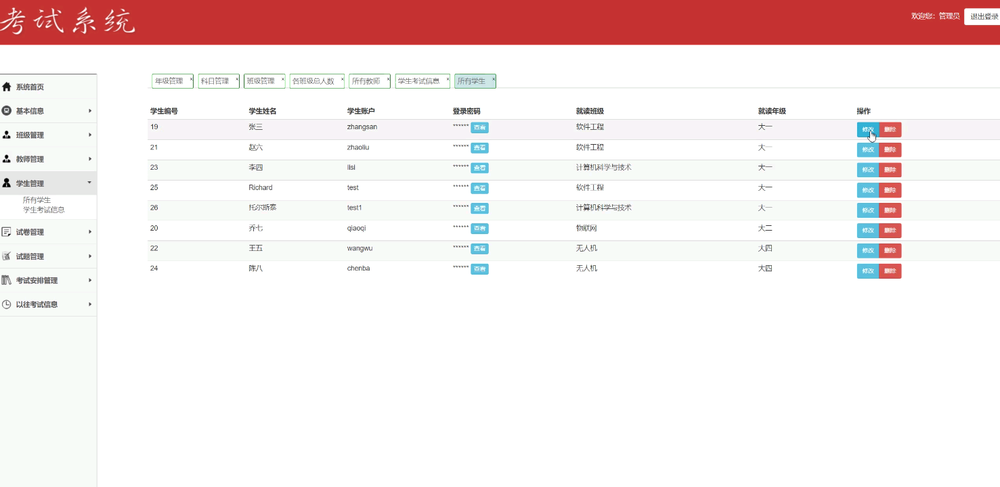 考试系统
欢迎您：管理员 退出登录
系统首页
基本信息
班级管理
教师管理
学生管理
所有学生
学生考试信息
试卷管理
试题管理
考试安排管理
以往考试信息
年级管理 × 科目管理 × 班级管理 × 各班级总人数 × 所有教师 × 学生考试信息 × 所有学生 ×
学生编号 学生姓名 学生账户 登录密码 就读班级 就读年级 操作
19 张三 zhangsan ****** 查看 软件工程 大一 修改 删除
21 赵六 zhaoliu ****** 查看 软件工程 大一 修改 删除
23 李四 lisi ****** 查看 计算机科学与技术 大一 修改 删除
25 Richard test ****** 查看 软件工程 大一 修改 删除
26 托尔斯泰 test1 ****** 查看 计算机科学与技术 大一 修改 删除
20 乔七 qiaoqi ****** 查看 物联网 大二 修改 删除
22 王五 wangwu ****** 查看 无人机 大四 修改 删除
24 陈八 chenba ****** 查看 无人机 大四 修改 删除